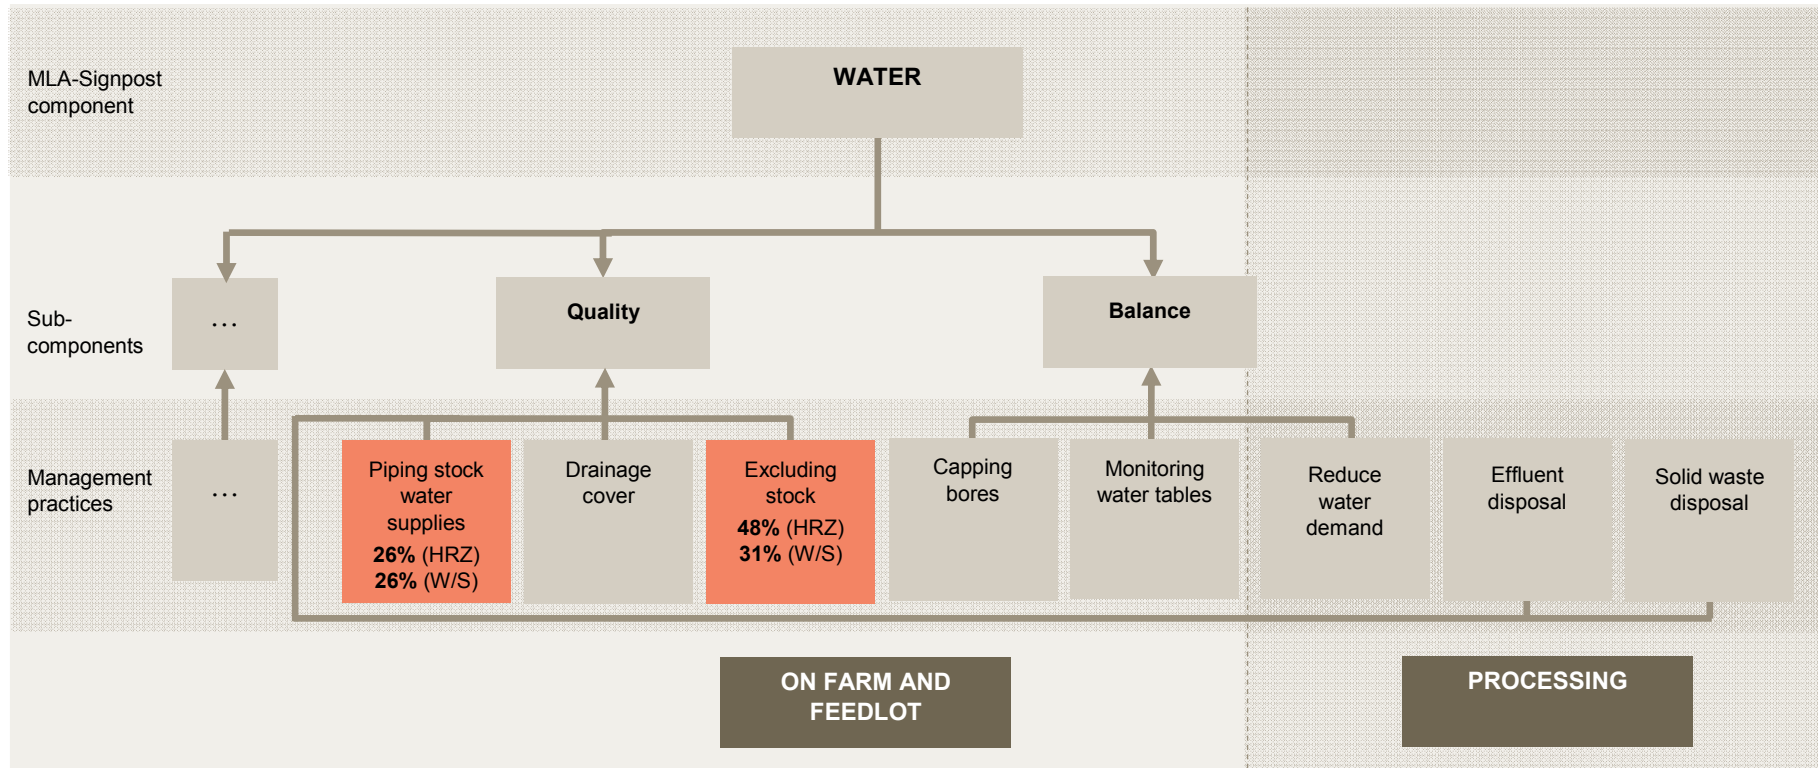 MLA-Signpost
component
WATER
Sub-
components
…
Quality
Balance
Management
practices
…
Piping stock
water
supplies
26% (HRZ)
26% (W/S)
Drainage
cover
Excluding
stock
48% (HRZ)
31% (W/S)
Capping
bores
Monitoring
water tables
Reduce
water
demand
Effluent
disposal
Solid waste
disposal
ON FARM AND
FEEDLOT
PROCESSING